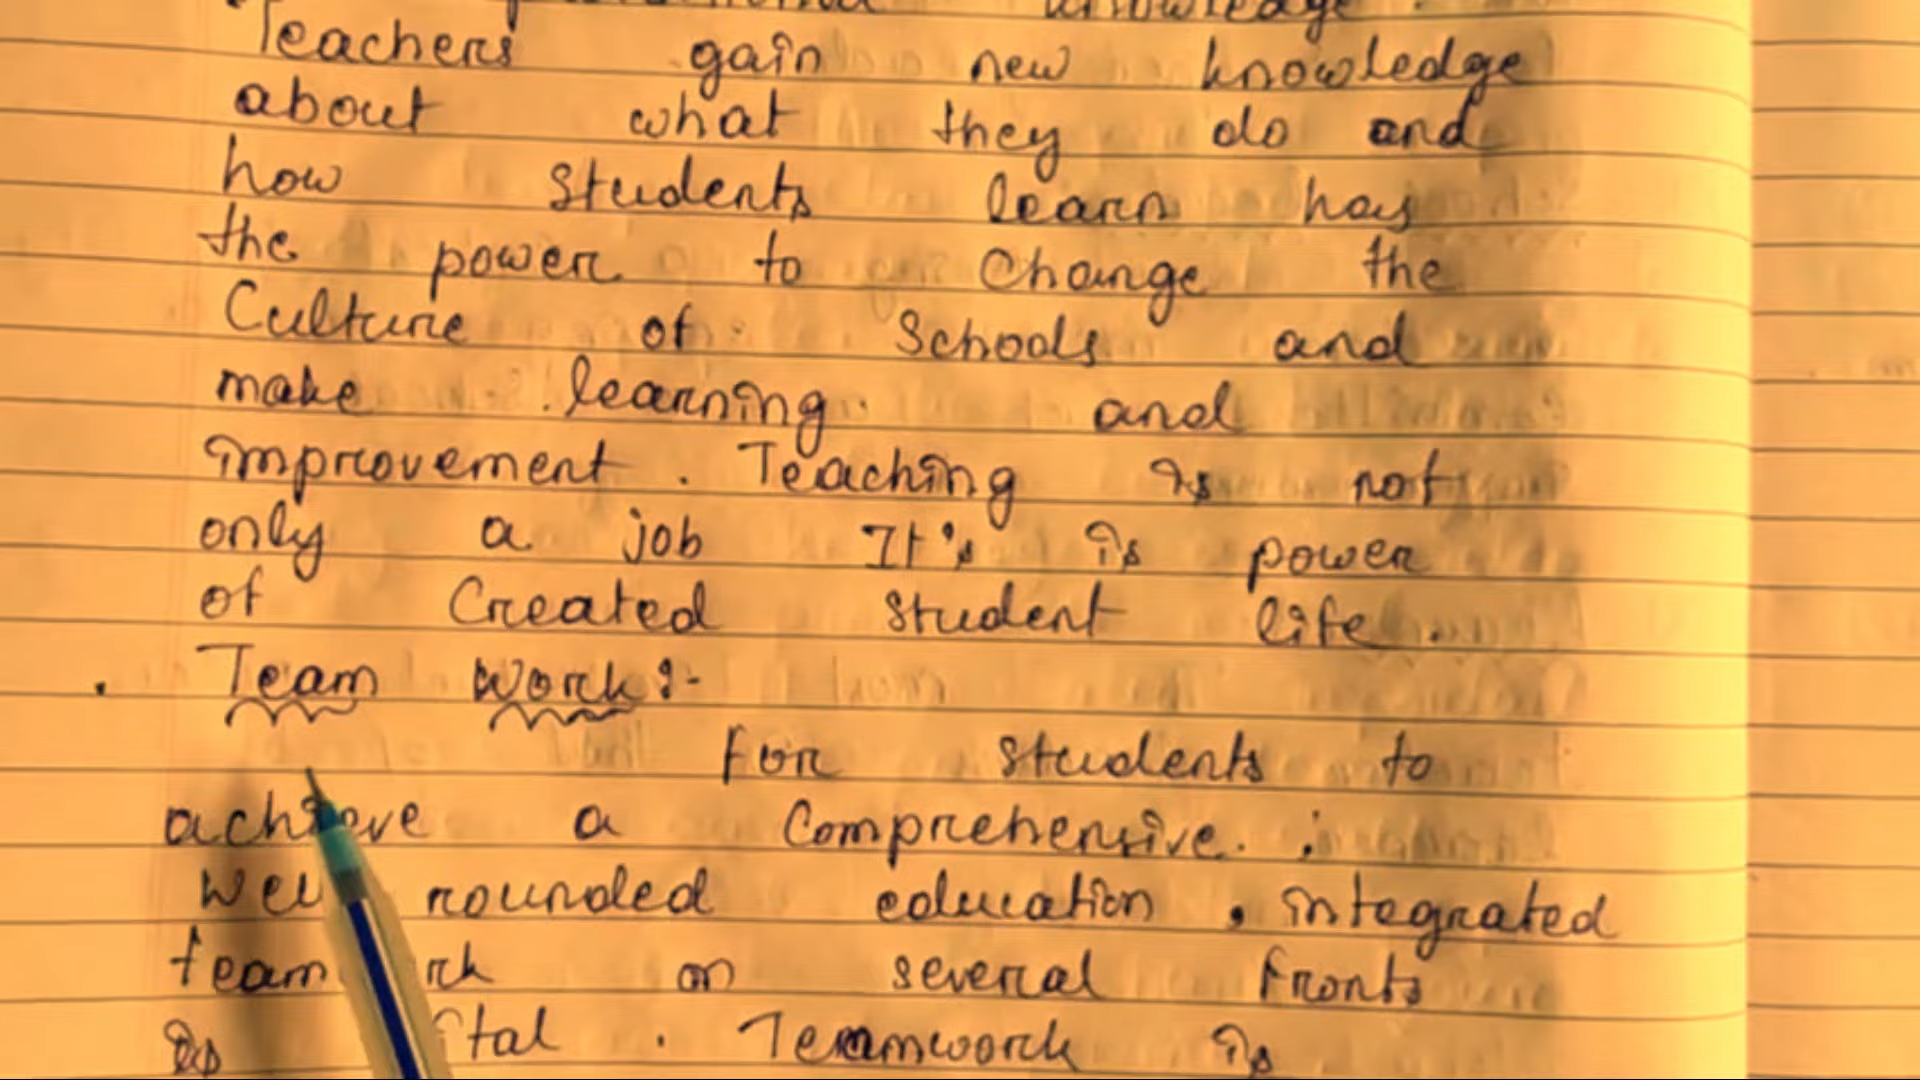 knowledge.
Teachers gain new knowledge
about what they do and
how students learn has
the power to change the
Culture of Schools and
make learning and
improvement. Teaching is not
only a job It's is power
of Created student life.
. Team Work:-
For students to
achieve a Comprehensive. ;
Well rounded education, integrated
team on several fronts
is . Teamwork is